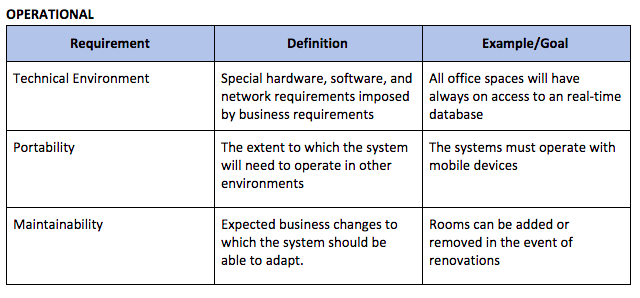 OPERATIONAL
Requirement
Definition
Example/Goal
Technical Environment
Special hardware, software, and
network requirements imposed
by business requirements
All office spaces will have
always on access to an real-time
database
Portability
The extent to which the system
will need to operate in other
environments
The systems must operate with
mobile devices
Maintainability
Expected business changes to
which the system should be
able to adapt.
Rooms can be added or
removed in the event of
renovations